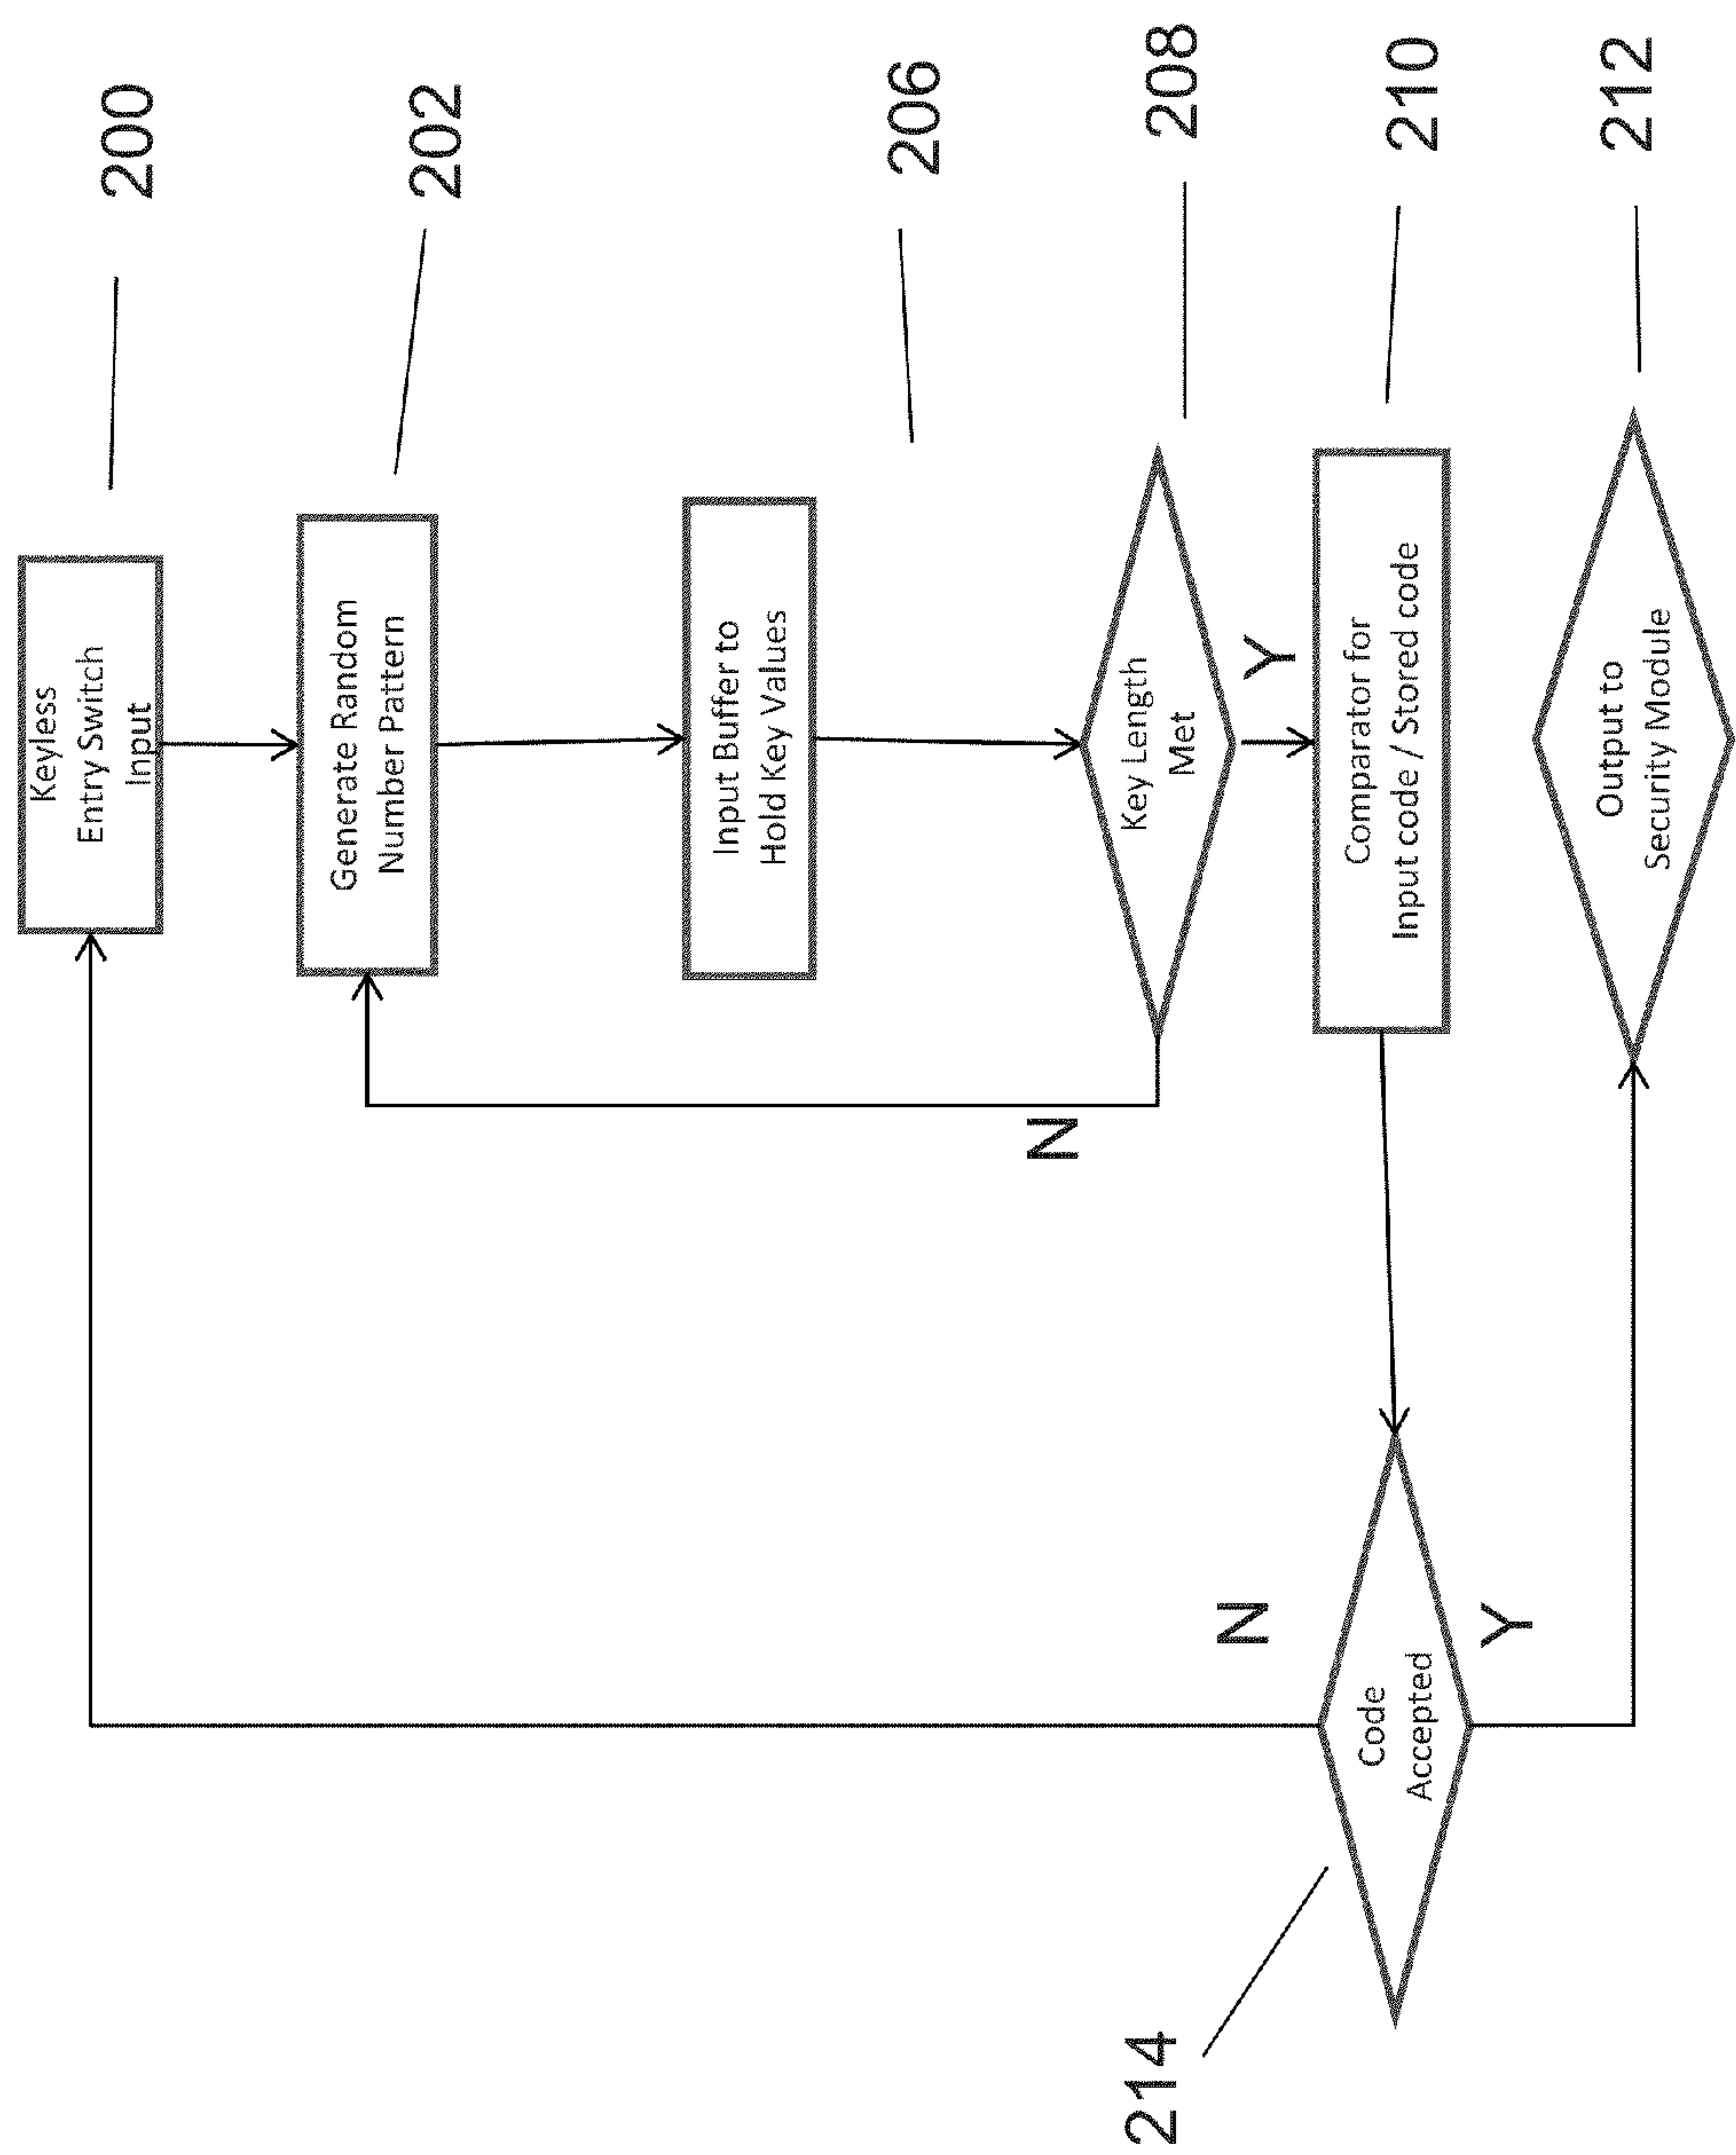 Keyless
Entry Switch
Input
200
Generate Random
Number Pattern
202
Input Buffer to
Hold Key Values
206
Key Length
Met
208
N
Y
Comparator for
Input code / Stored code
210
Code
Accepted
214
N
Y
Output to
Security Module
212